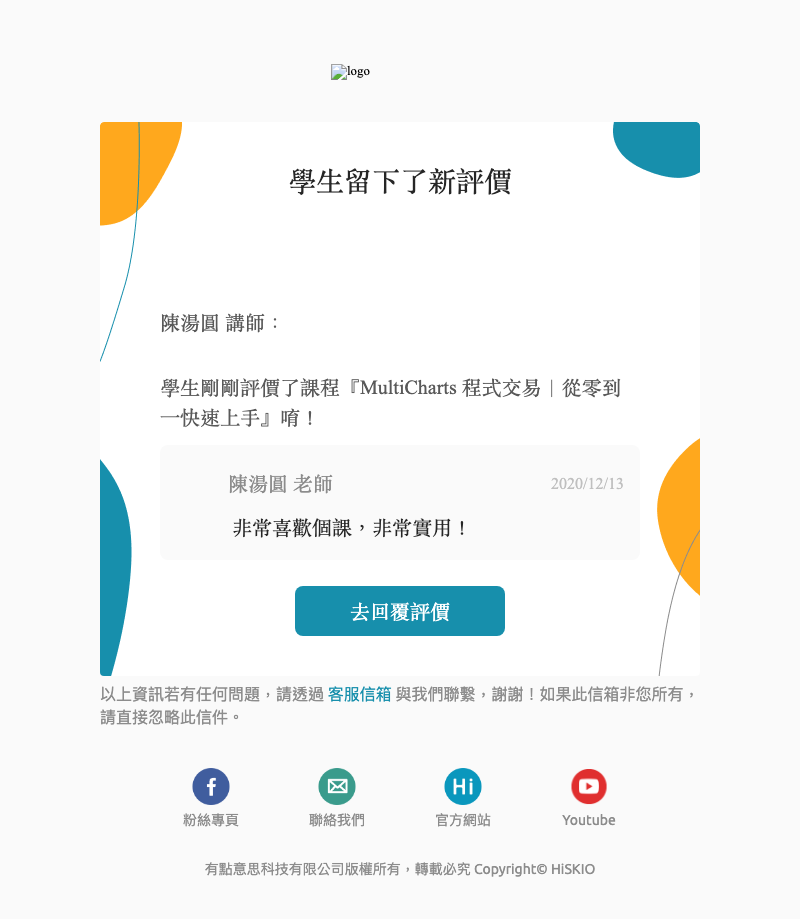 logo
學生留下了新評價
陳湯圓 講師：
學生剛剛評價了課程『MultiCharts 程式交易｜從零到
一快速上手』唷！
陳湯圓 老師
2020/12/13
非常喜歡個課，非常實用！
去回覆評價
以上資訊若有任何問題，請透過 客服信箱 與我們聯繫，謝謝！如果此信箱非您所有，
請直接忽略此信件。
Hi
粉絲專頁
聯絡我們
官方網站
Youtube
有點意思科技有限公司版權所有，轉載必究 Copyright© HiSKIO